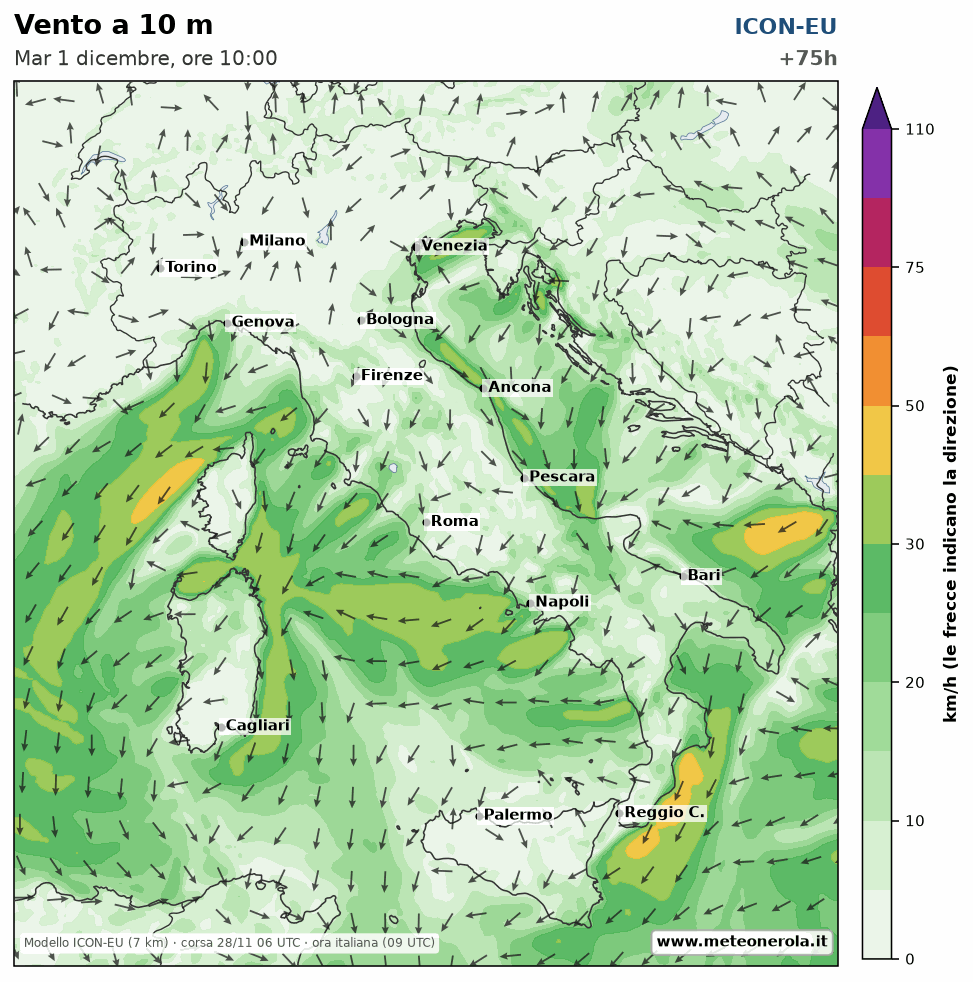 Vento a 10 m
ICON-EU
Mar 1 dicembre, ore 10:00
+75h
110
Venezia
Milano
Torino
75
Bologna
Genova
Firenze
Ancona
50
Pescara
Roma
30
Bari
Napoli
20
Cagliari
Reggio C.
Palermo
10
km/h (le frecce indicano la direzione)
Modello ICON-EU (7 km) · corsa 28/11 06 UTC · ora italiana (09 UTC)
www.meteonerola.it
0